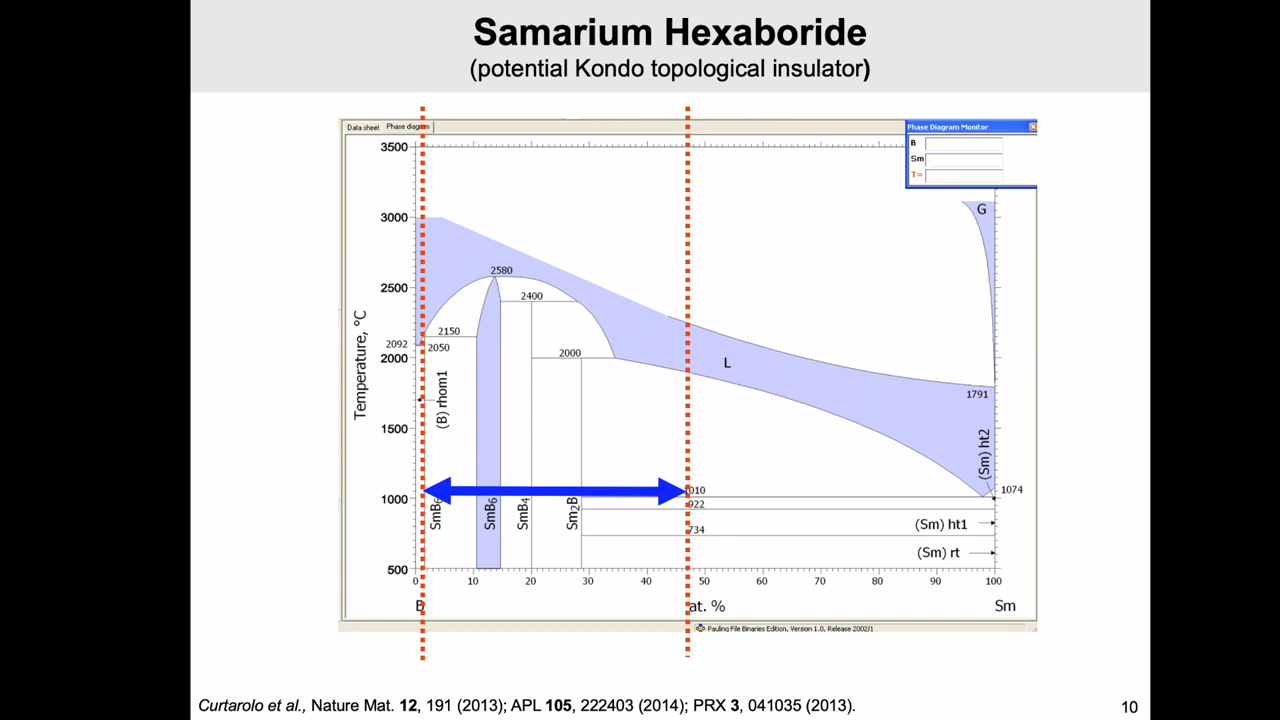 Samarium Hexaboride
(potential Kondo topological insulator)
Data sheet Phase diagram
Phase Diagram Monitor
B
Sm
T=
3500
3000
2500
2000
1500
1000
500
Temperature, °C
G
2580
2400
2150
2092
2050
2000
L
1791
(B) rhom1
(Sm) ht2
1074
010
922
734
SmB6
SmB6
SmB4
Sm2B
(Sm) ht1
(Sm) rt
0 10 20 30 40 50 60 70 80 90 100
B at. % Sm
Pauling File Binaries Edition, Version 1.0, Release 2002/1
Curtarolo et al., Nature Mat. 12, 191 (2013); APL 105, 222403 (2014); PRX 3, 041035 (2013).
10